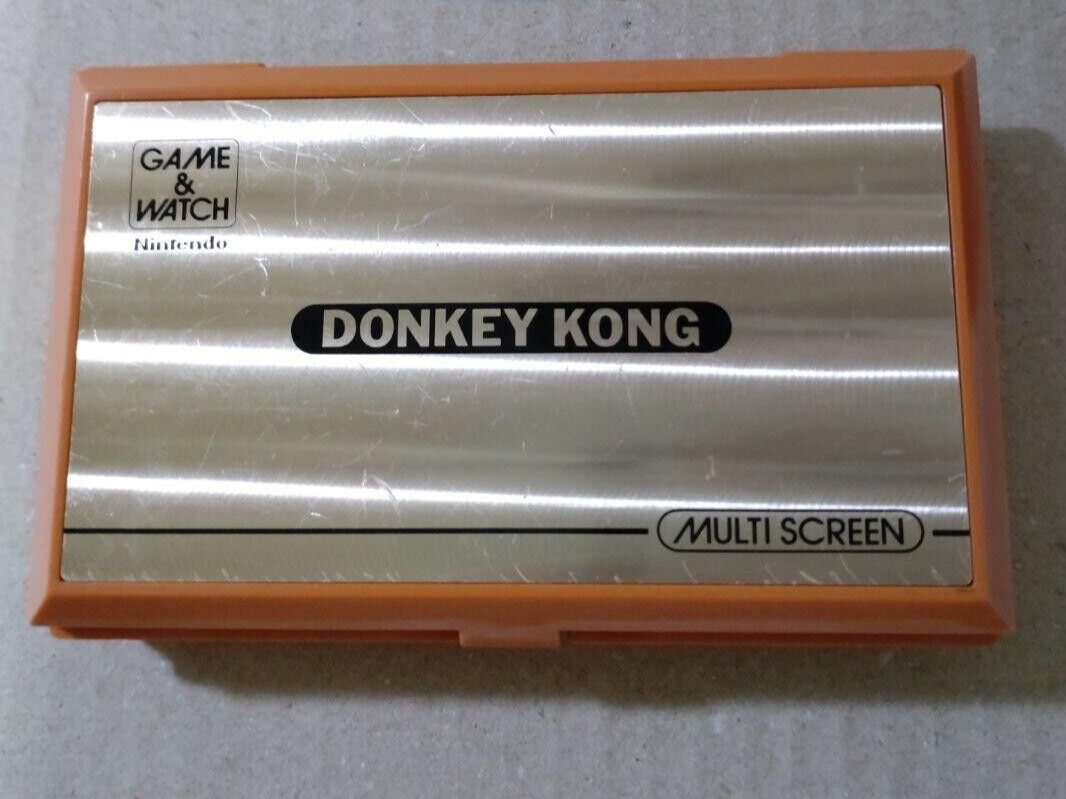 GAME
&
WATCH
Nintendo
DONKEY KONG
MULTI SCREEN